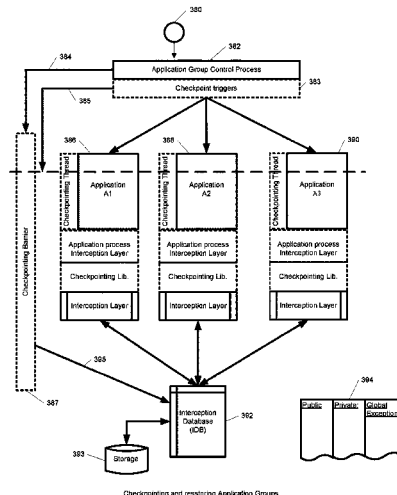 380
382
384
Application Group Control Process
383
Checkpoint triggers
385
386
388
390
Checkpointing Thread
Application
A1
Checkpointing Thread
Application
A2
Checkpointing Thread
Application
A3
Checkpointing Barrier
Application process
Interception Layer
Application process
Interception Layer
Application process
Interception Layer
Checkpointing Lib.
Checkpointing Lib.
Checkpointing Lib.
Interception Layer
Interception Layer
Interception Layer
395
387
394
Interception
Database
(IDB)
392
Public
Private:
Global
Exception
393
Storage
Checkpointing and resstoring Application Groups